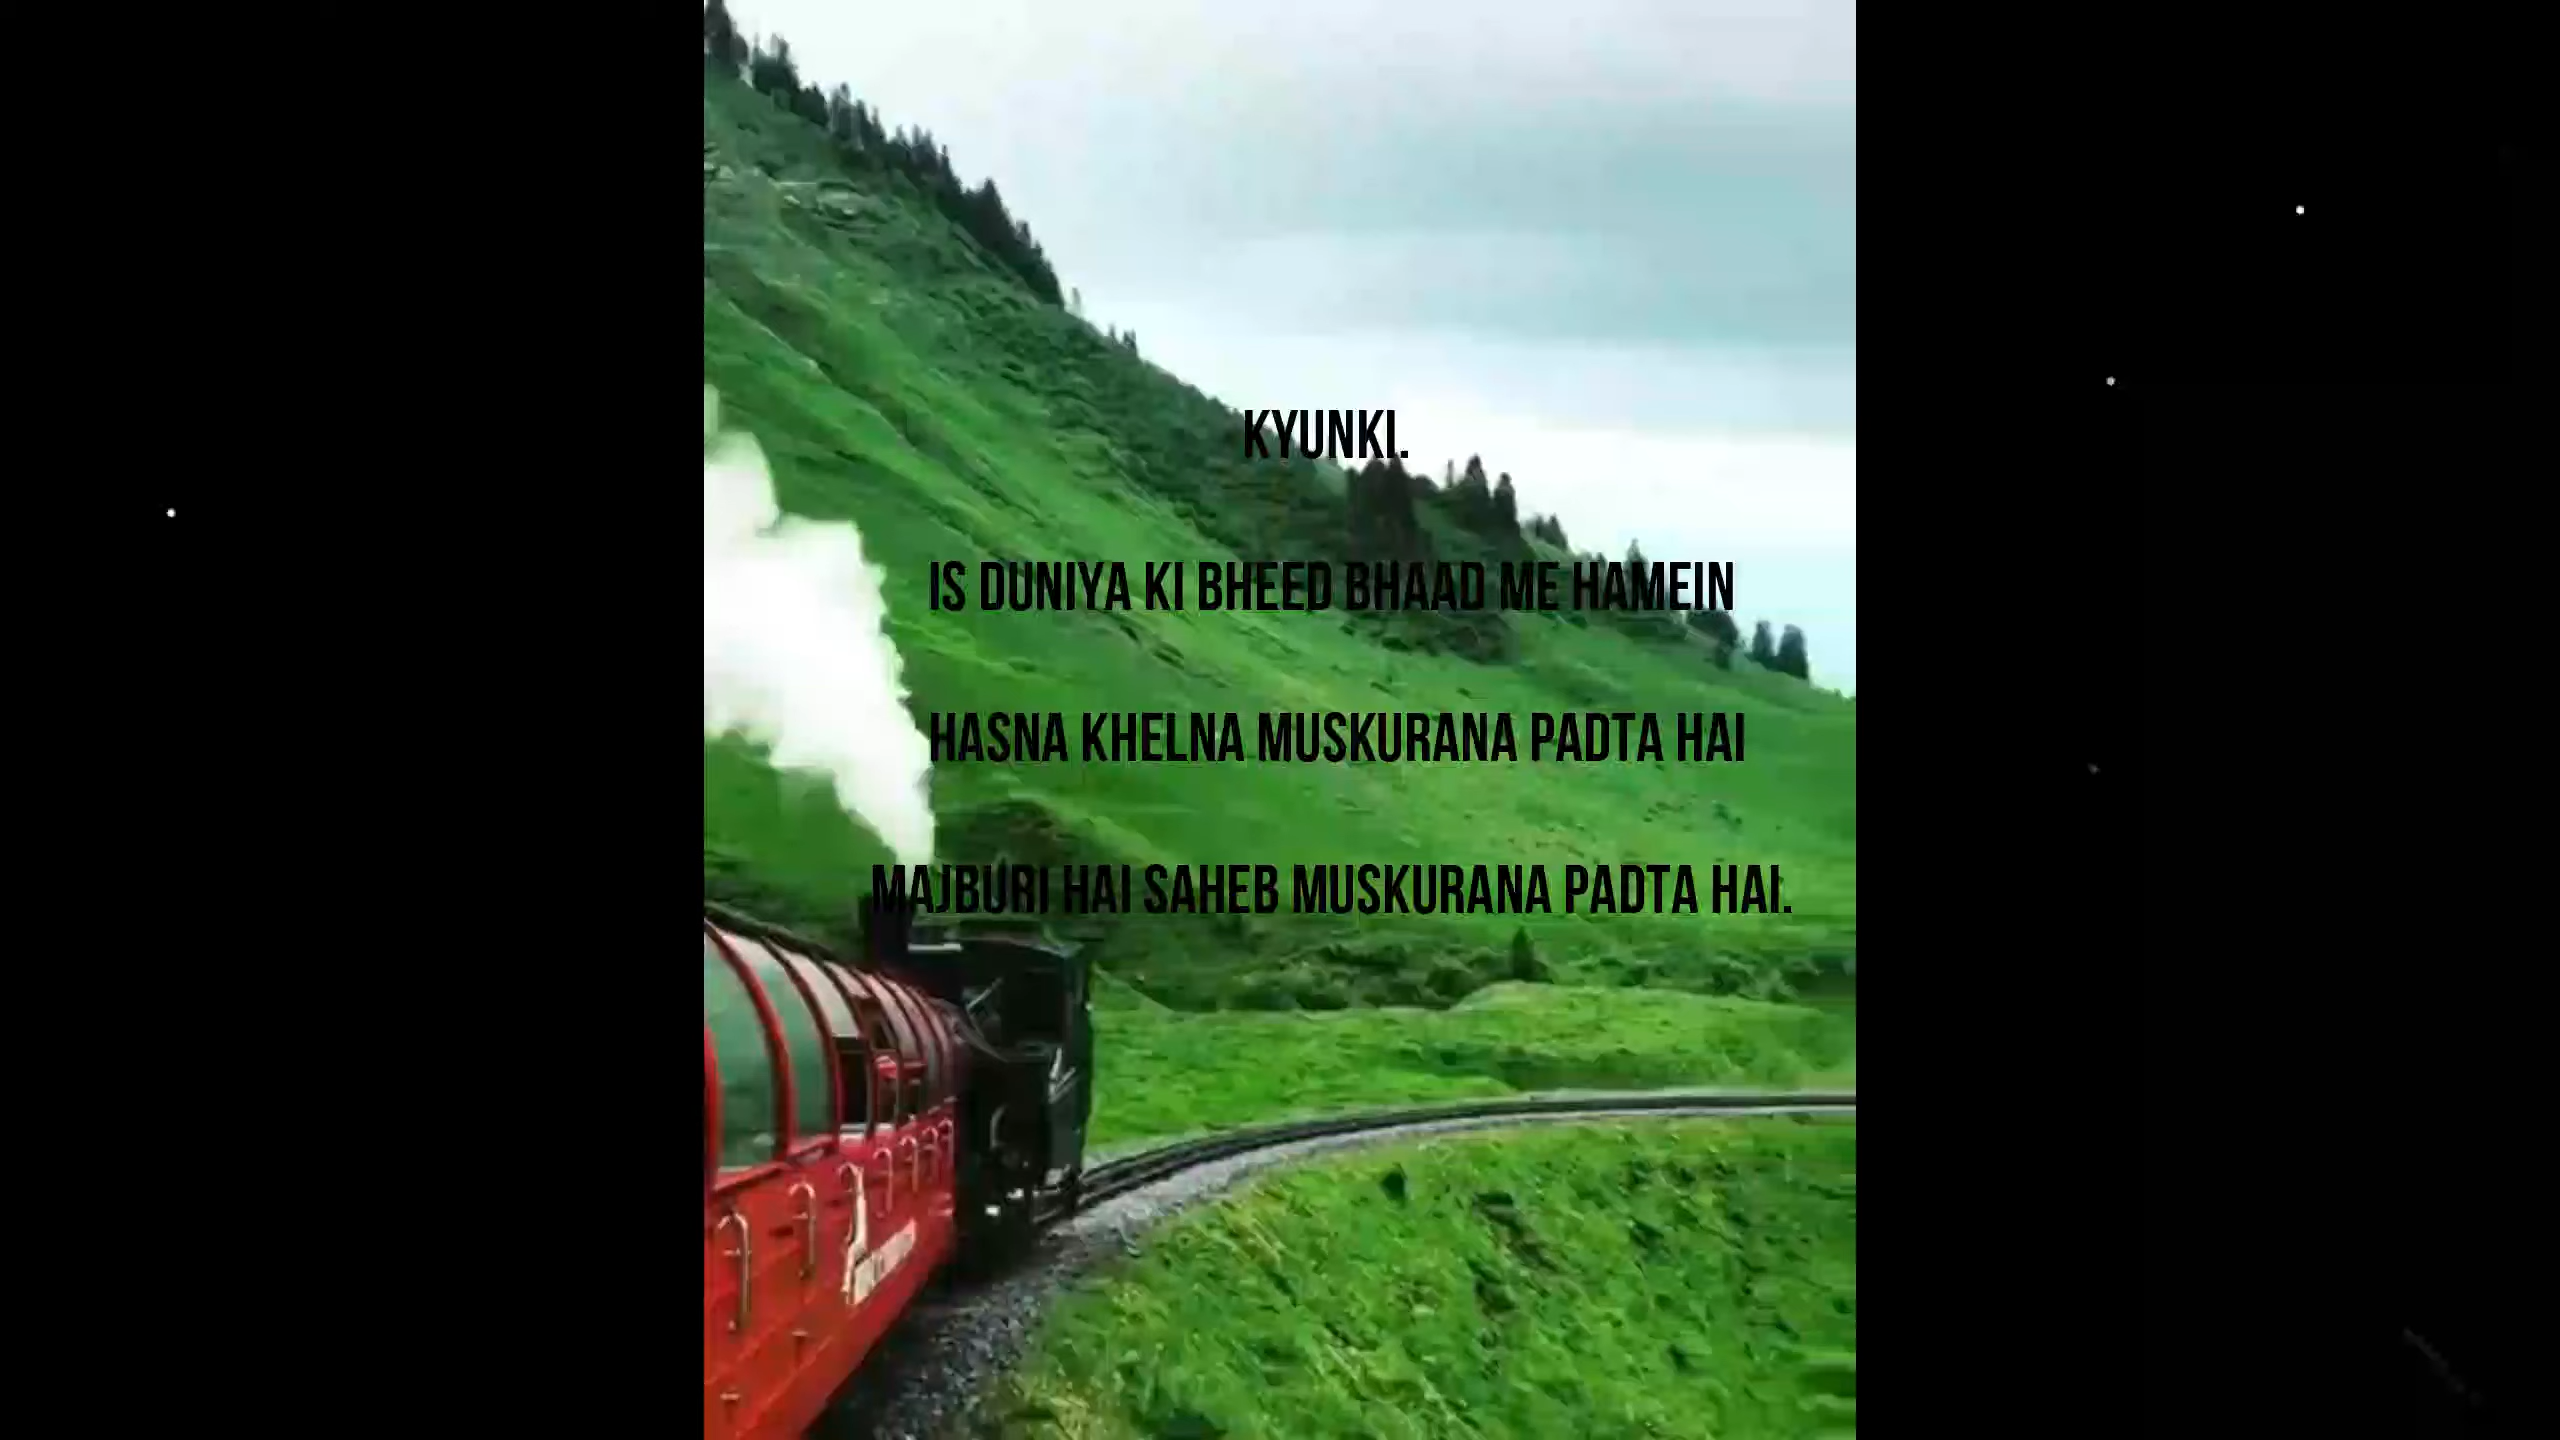 KYUNKI.
IS DUNIYA KI BHEED BHAAD ME HAMEIN
HASNA KHELNA MUSKURANA PADTA HAI
MAJBURI HAI SAHEB MUSKURANA PADTA HAI.